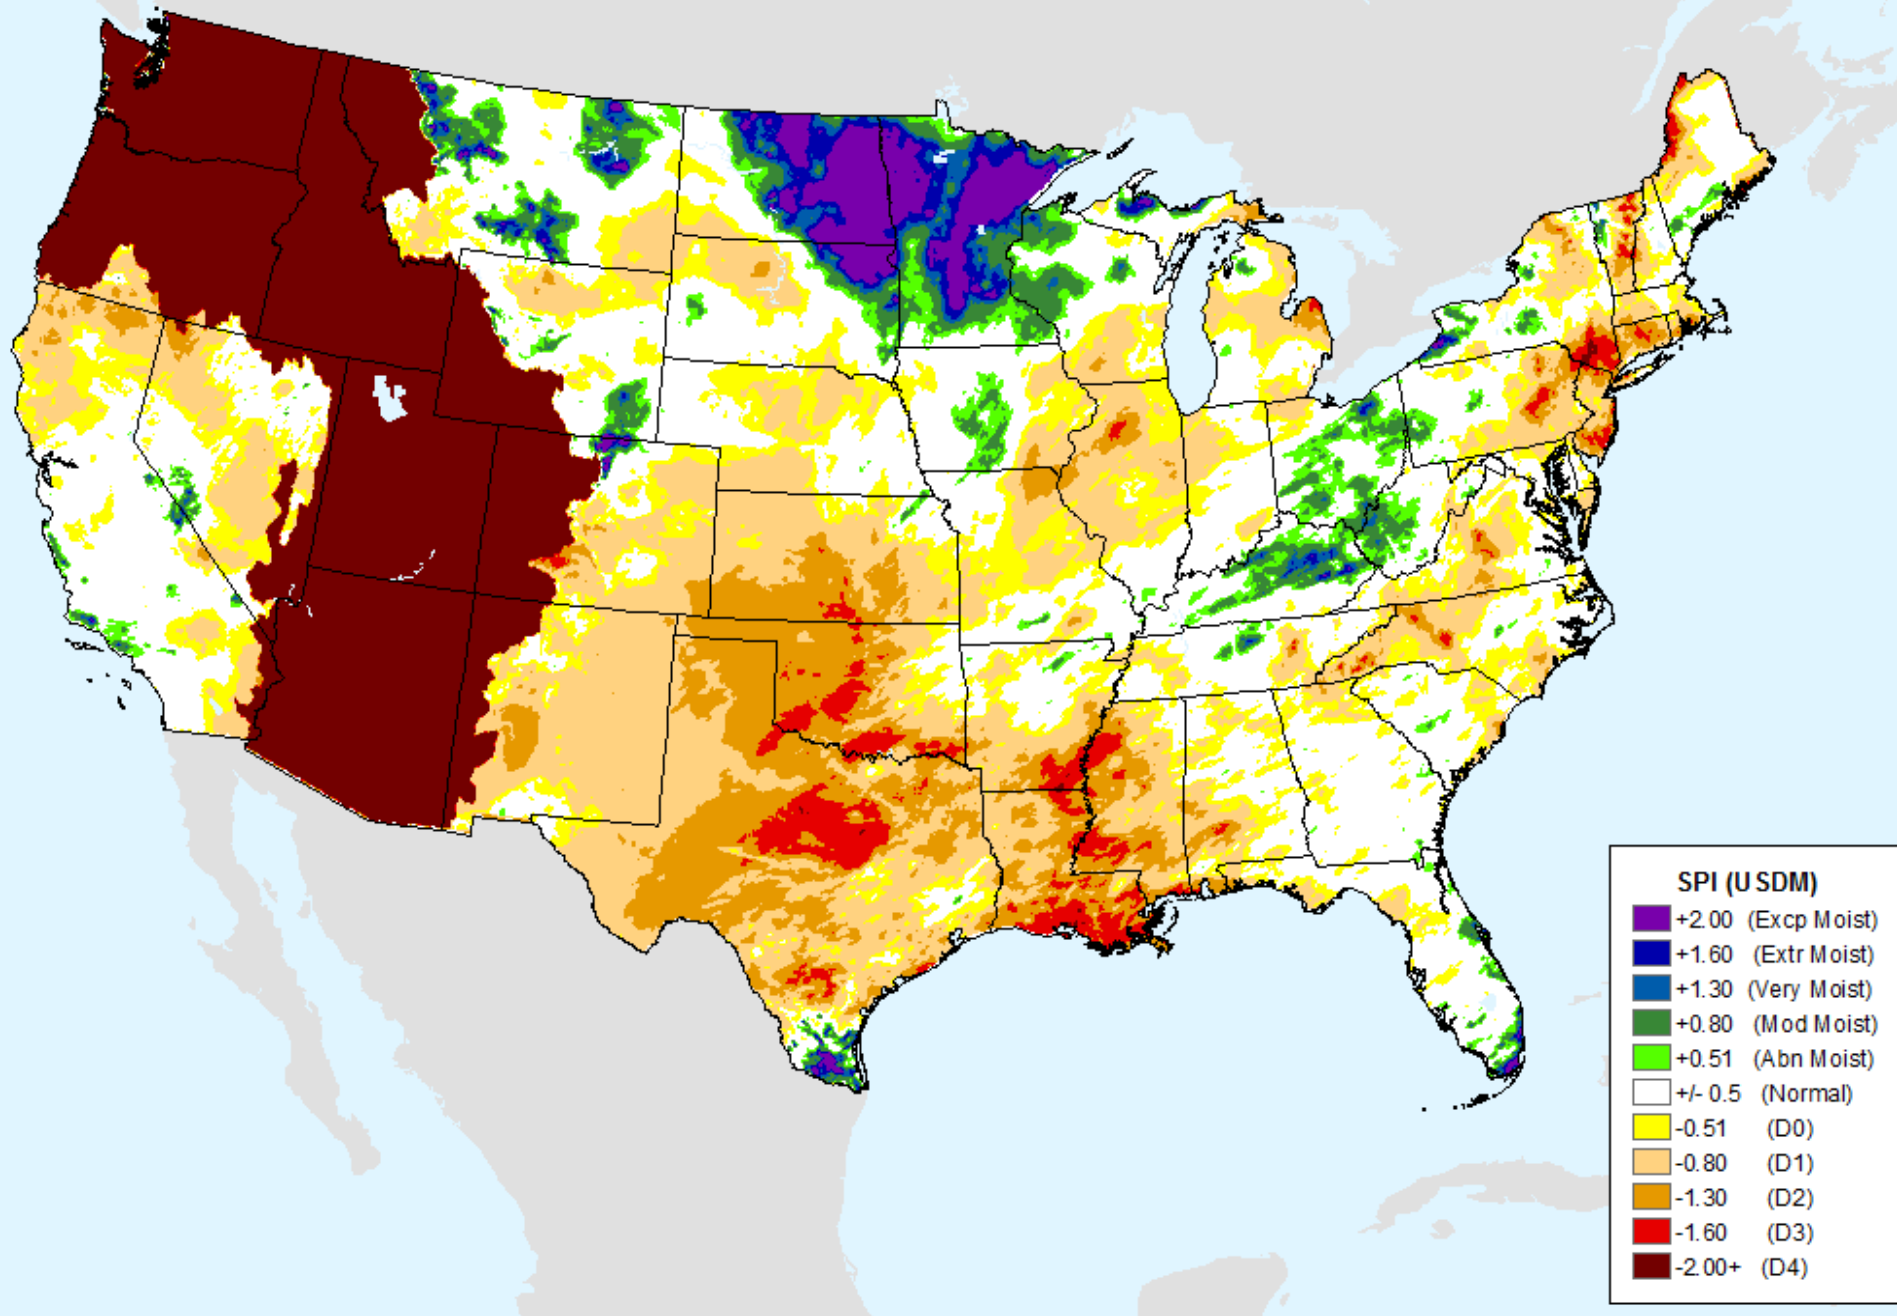 SPI (USDM)
+2.00 (Excp Moist)
+1.60 (Extr Moist)
+1.30 (Very Moist)
+0.80 (Mod Moist)
+0.51 (Abn Moist)
+/- 0.5 (Normal)
-0.51 (D0)
-0.80 (D1)
-1.30 (D2)
-1.60 (D3)
-2.00+ (D4)